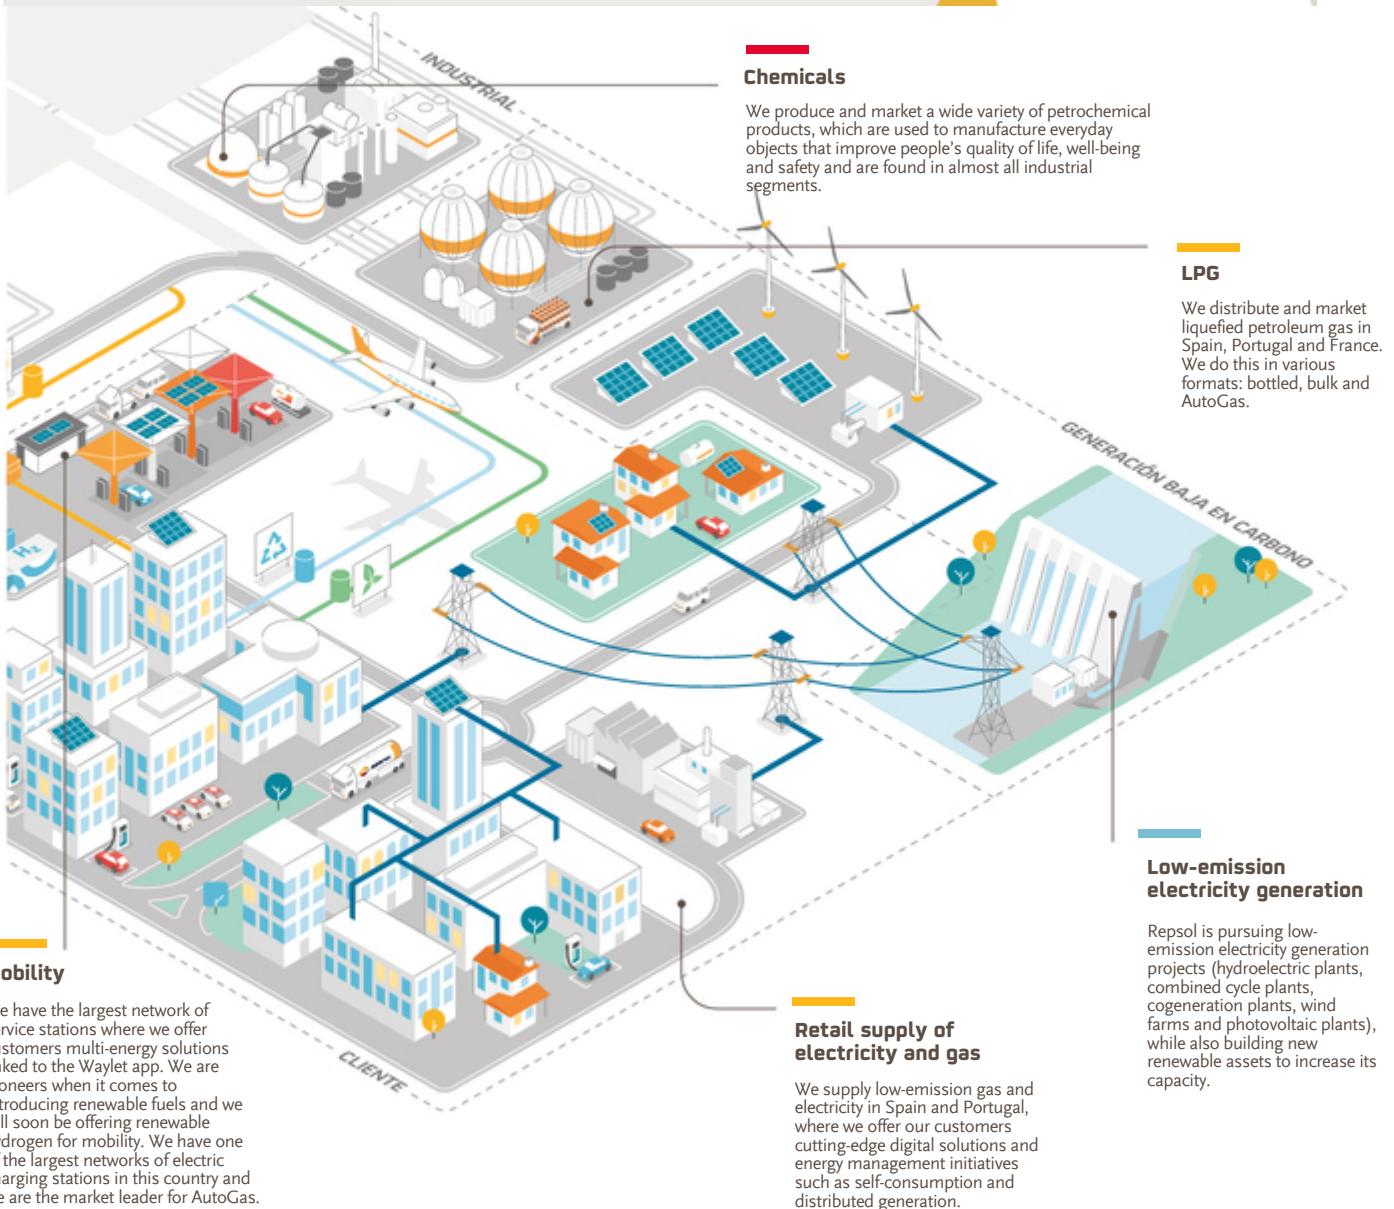 INDUSTRIAL
Chemicals
We produce and market a wide variety of petrochemical
products, which are used to manufacture everyday
objects that improve people's quality of life, well-being
and safety and are found in almost all industrial
segments.
LPG
We distribute and market
liquefied petroleum gas in
Spain, Portugal and France.
We do this in various
formats: bottled, bulk and
AutoGas.
GENERACIÓN BAJA EN CARBONO
H2
Low-emission
electricity generation
Repsol is pursuing low-
emission electricity generation
projects (hydroelectric plants,
combined cycle plants,
cogeneration plants, wind
farms and photovoltaic plants),
while also building new
renewable assets to increase its
capacity.
obility
e have the largest network of
rvice stations where we offer
ustomers multi-energy solutions
ked to the Waylet app. We are
oneers when it comes to
troducing renewable fuels and we
ll soon be offering renewable
drogen for mobility. We have one
the largest networks of electric
arging stations in this country and
e are the market leader for AutoGas.
CLIENTE
Retail supply of
electricity and gas
We supply low-emission gas and
electricity in Spain and Portugal,
where we offer our customers
cutting-edge digital solutions and
energy management initiatives
such as self-consumption and
distributed generation.